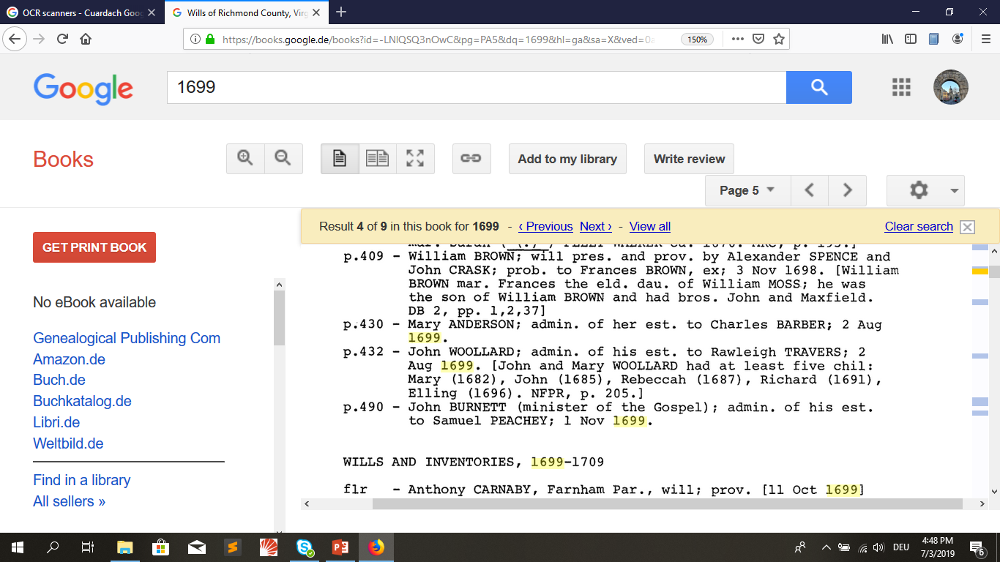 OCR scanners - Cuardach Goo
Wills of Richmond County, Virg
https://books.google.de/books?id=-LNlQSQ3nOwC&pg=PA5&dq=1699&hl=ga&sa=X&ved=0a
150%
Google
1699
Books
Add to my library
Write review
Page 5
GET PRINT BOOK
No eBook available
Genealogical Publishing Com
Amazon.de
Buch.de
Buchkatalog.de
Libri.de
Weltbild.de
Find in a library
All sellers »
Result 4 of 9 in this book for 1699 - ‹ Previous Next › - View all
Clear search
p.409 - William BROWN; will pres. and prov. by Alexander SPENCE and
John CRASK; prob. to Frances BROWN, ex; 3 Nov 1698. [William
BROWN mar. Frances the eld. dau. of William MOSS; he was
the son of William BROWN and had bros. John and Maxfield.
DB 2, pp. 1,2,37]
p.430 - Mary ANDERSON; admin. of her est. to Charles BARBER; 2 Aug
1699.
p.432 - John WOOLLARD; admin. of his est. to Rawleigh TRAVERS; 2
Aug 1699. [John and Mary WOOLLARD had at least five chil:
Mary (1682), John (1685), Rebeccah (1687), Richard (1691),
Elling (1696). NFPR, p. 205.]
p.490 - John BURNETT (minister of the Gospel); admin. of his est.
to Samuel PEACHEY; 1 Nov 1699.
WILLS AND INVENTORIES, 1699-1709
f1r - Anthony CARNABY, Farnham Par., will; prov. [11 Oct 1699]
DEU
4:48 PM
7/3/2019
6